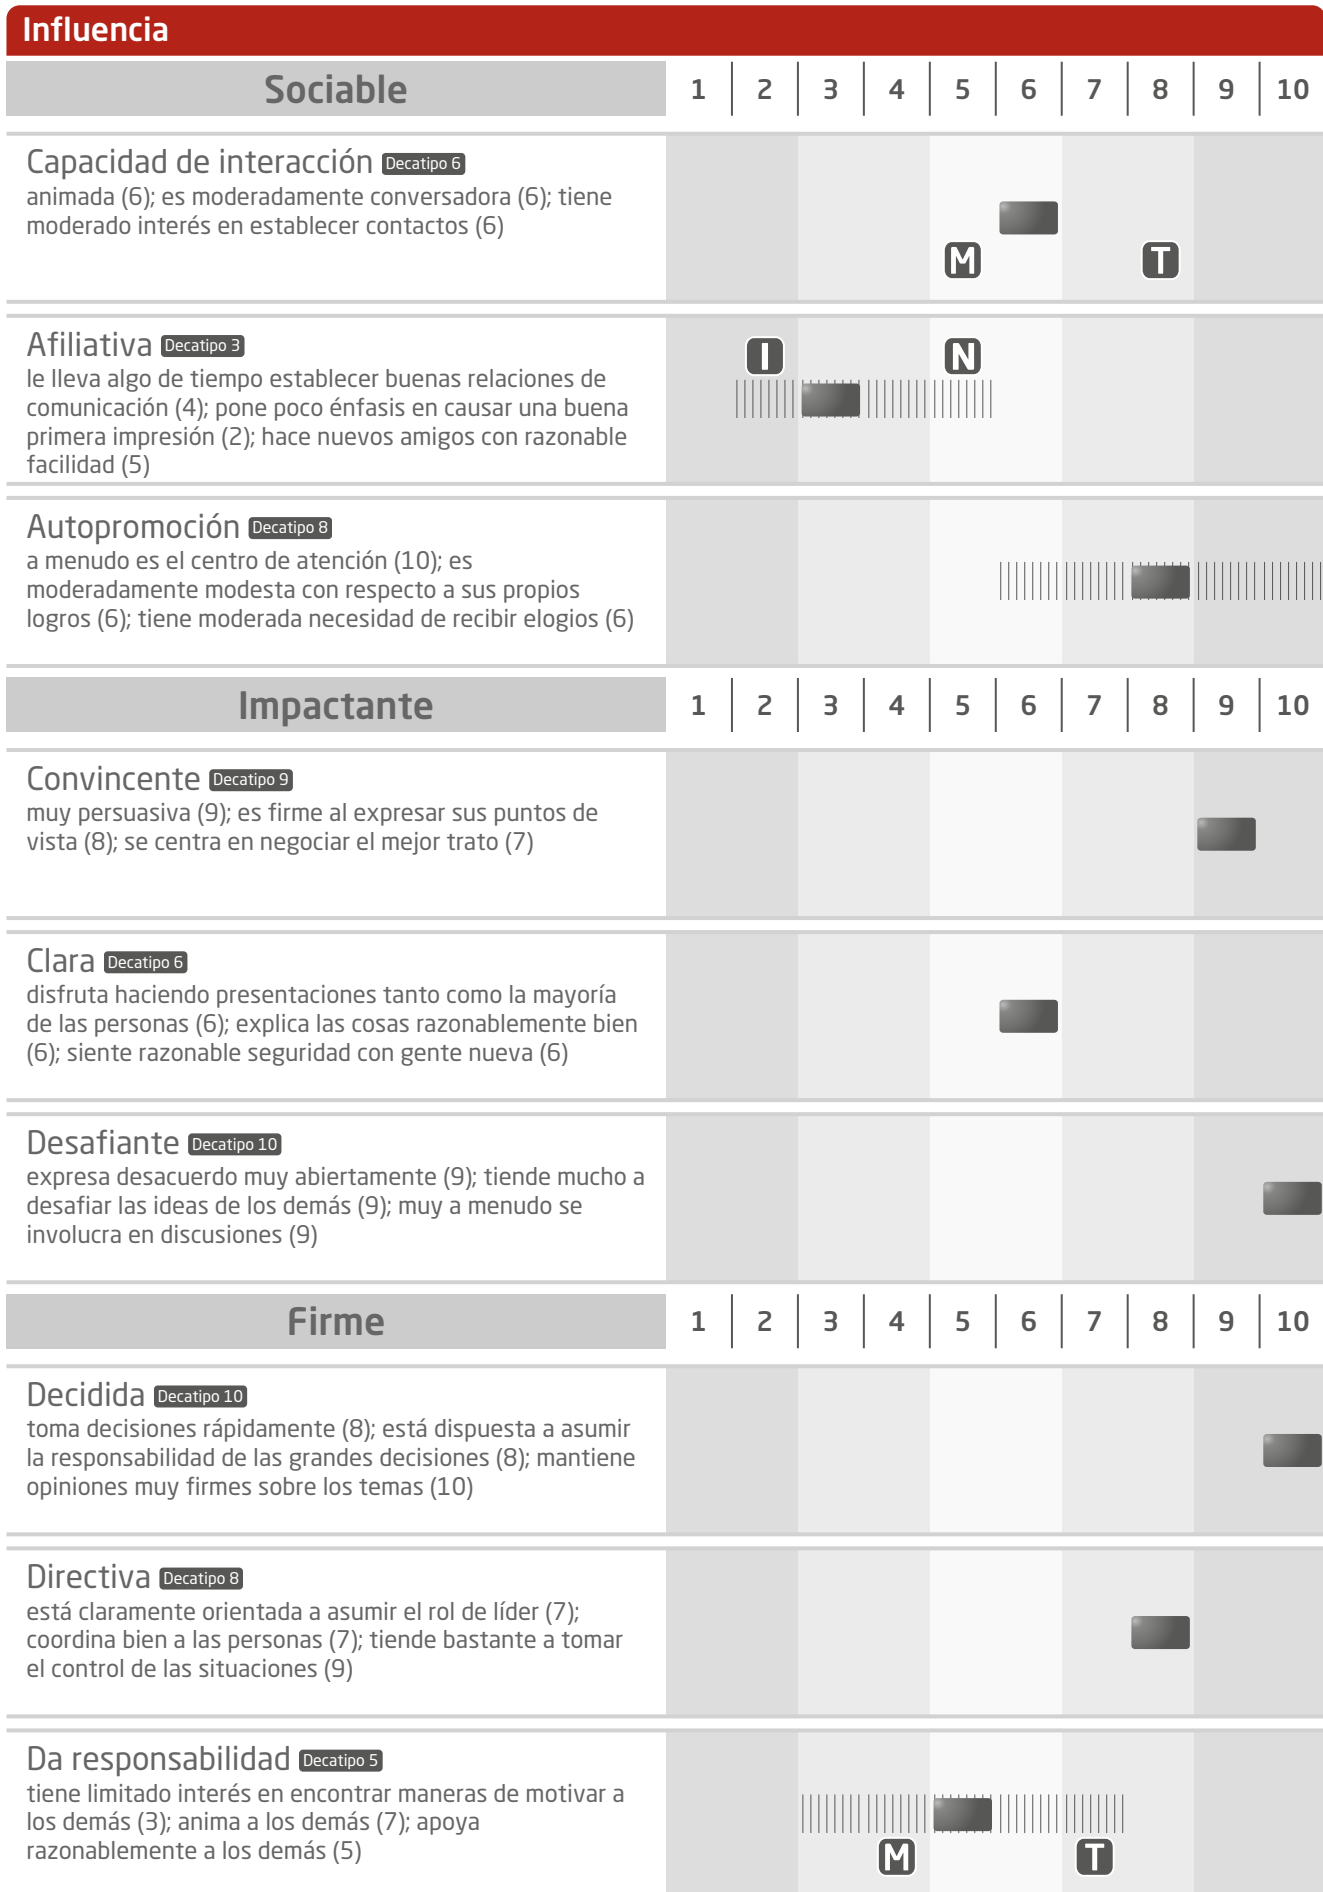 Influencia
Sociable 1 2 3 4 5 6 7 8 9 10
Capacidad de interacción Decatipo 6
animada (6); es moderadamente conversadora (6); tiene
moderado interés en establecer contactos (6)
M T
Afiliativa Decatipo 3
I N
le lleva algo de tiempo establecer buenas relaciones de
comunicación (4); pone poco énfasis en causar una buena
primera impresión (2); hace nuevos amigos con razonable
facilidad (5)
Autopromoción Decatipo 8
a menudo es el centro de atención (10); es
moderadamente modesta con respecto a sus propios
logros (6); tiene moderada necesidad de recibir elogios (6)
Impactante 1 2 3 4 5 6 7 8 9 10
Convincente Decatipo 9
muy persuasiva (9); es firme al expresar sus puntos de
vista (8); se centra en negociar el mejor trato (7)
Clara Decatipo 6
disfruta haciendo presentaciones tanto como la mayoría
de las personas (6); explica las cosas razonablemente bien
(6); siente razonable seguridad con gente nueva (6)
Desafiante Decatipo 10
expresa desacuerdo muy abiertamente (9); tiende mucho a
desafiar las ideas de los demás (9); muy a menudo se
involucra en discusiones (9)
Firme 1 2 3 4 5 6 7 8 9 10
Decidida Decatipo 10
toma decisiones rápidamente (8); está dispuesta a asumir
la responsabilidad de las grandes decisiones (8); mantiene
opiniones muy firmes sobre los temas (10)
Directiva Decatipo 8
está claramente orientada a asumir el rol de líder (7);
coordina bien a las personas (7); tiende bastante a tomar
el control de las situaciones (9)
Da responsabilidad Decatipo 5
tiene limitado interés en encontrar maneras de motivar a
los demás (3); anima a los demás (7); apoya
razonablemente a los demás (5)
M T